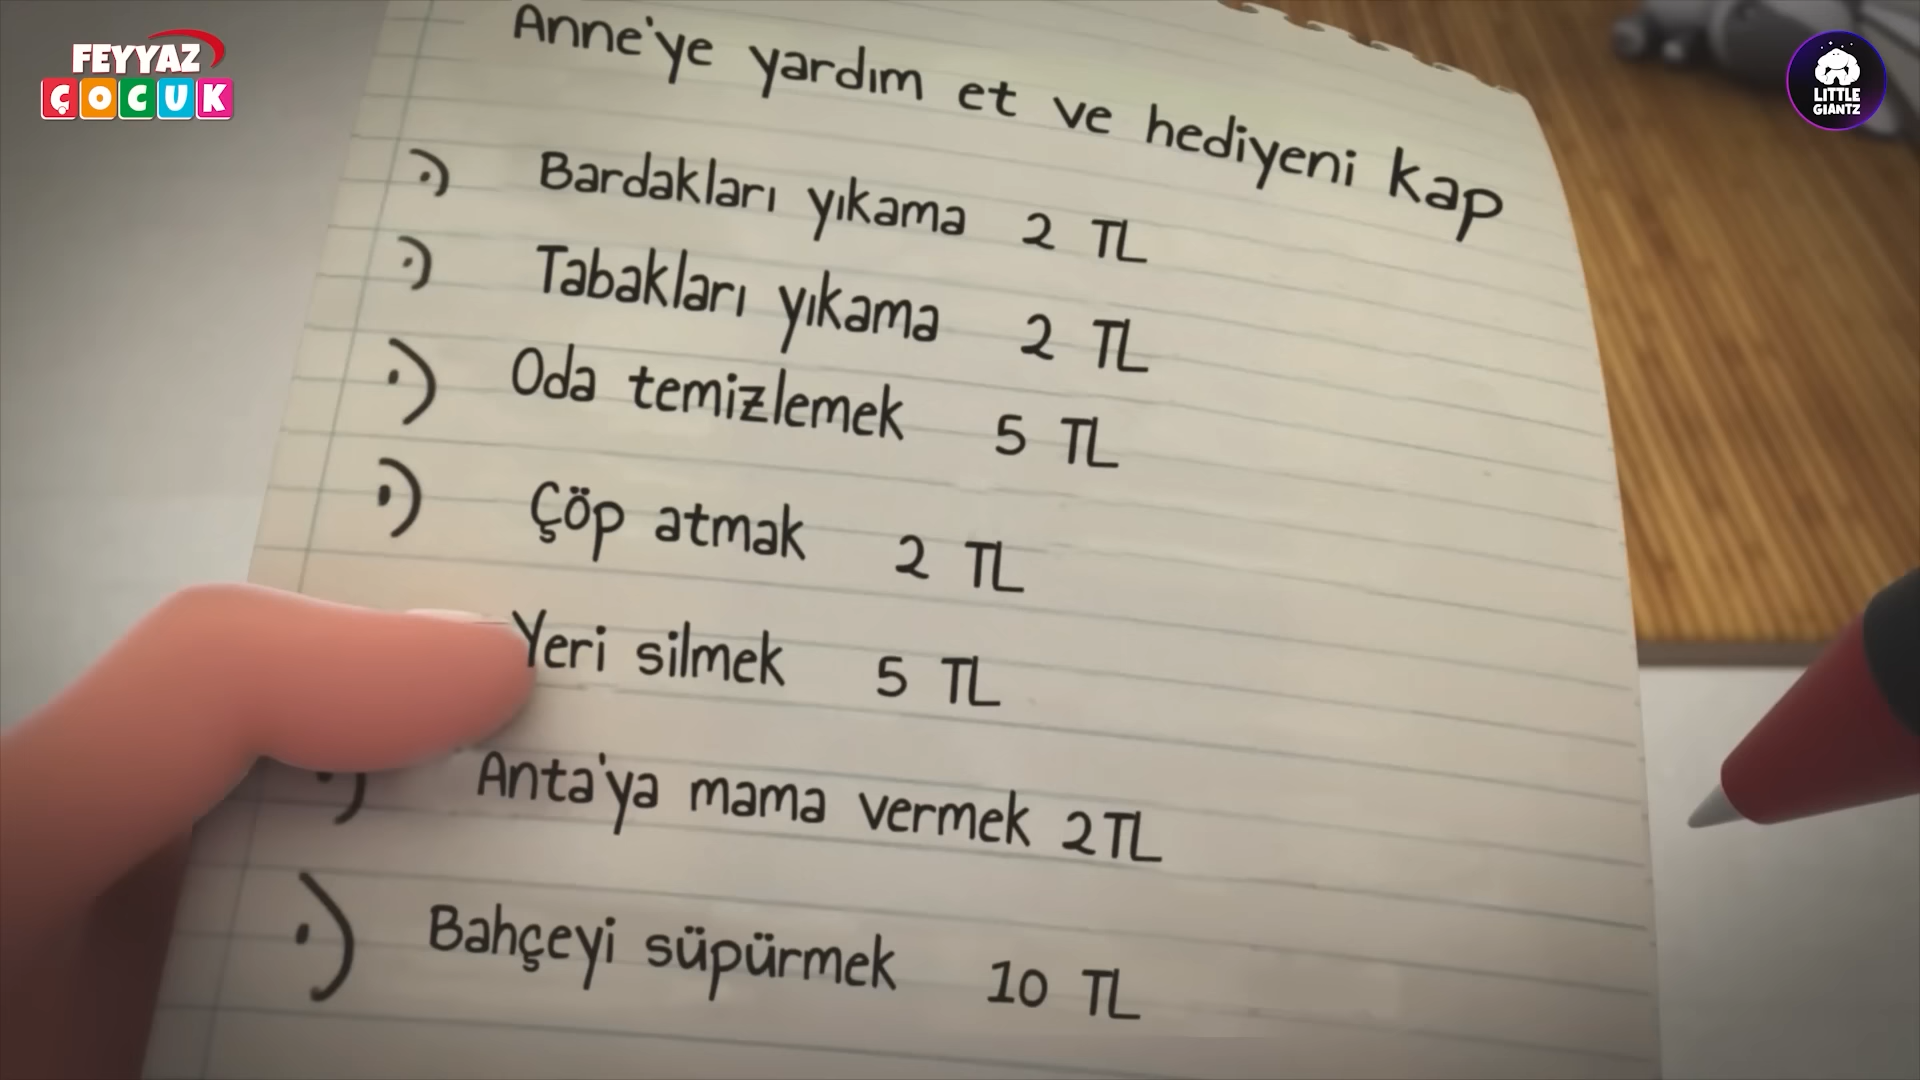 FEYYAZ
ÇOCUK
LITTLE
GIANTZ
Anne'ye yardım et ve hediyeni kap
·) Bardakları yıkama 2 TL
·) Tabakları yıkama 2 TL
·) Oda temizlemek 5 TL
·) Çöp atmak 2 TL
Yeri silmek 5 TL
·) Anta'ya mama vermek 2TL
·) Bahçeyi süpürmek 10 TL